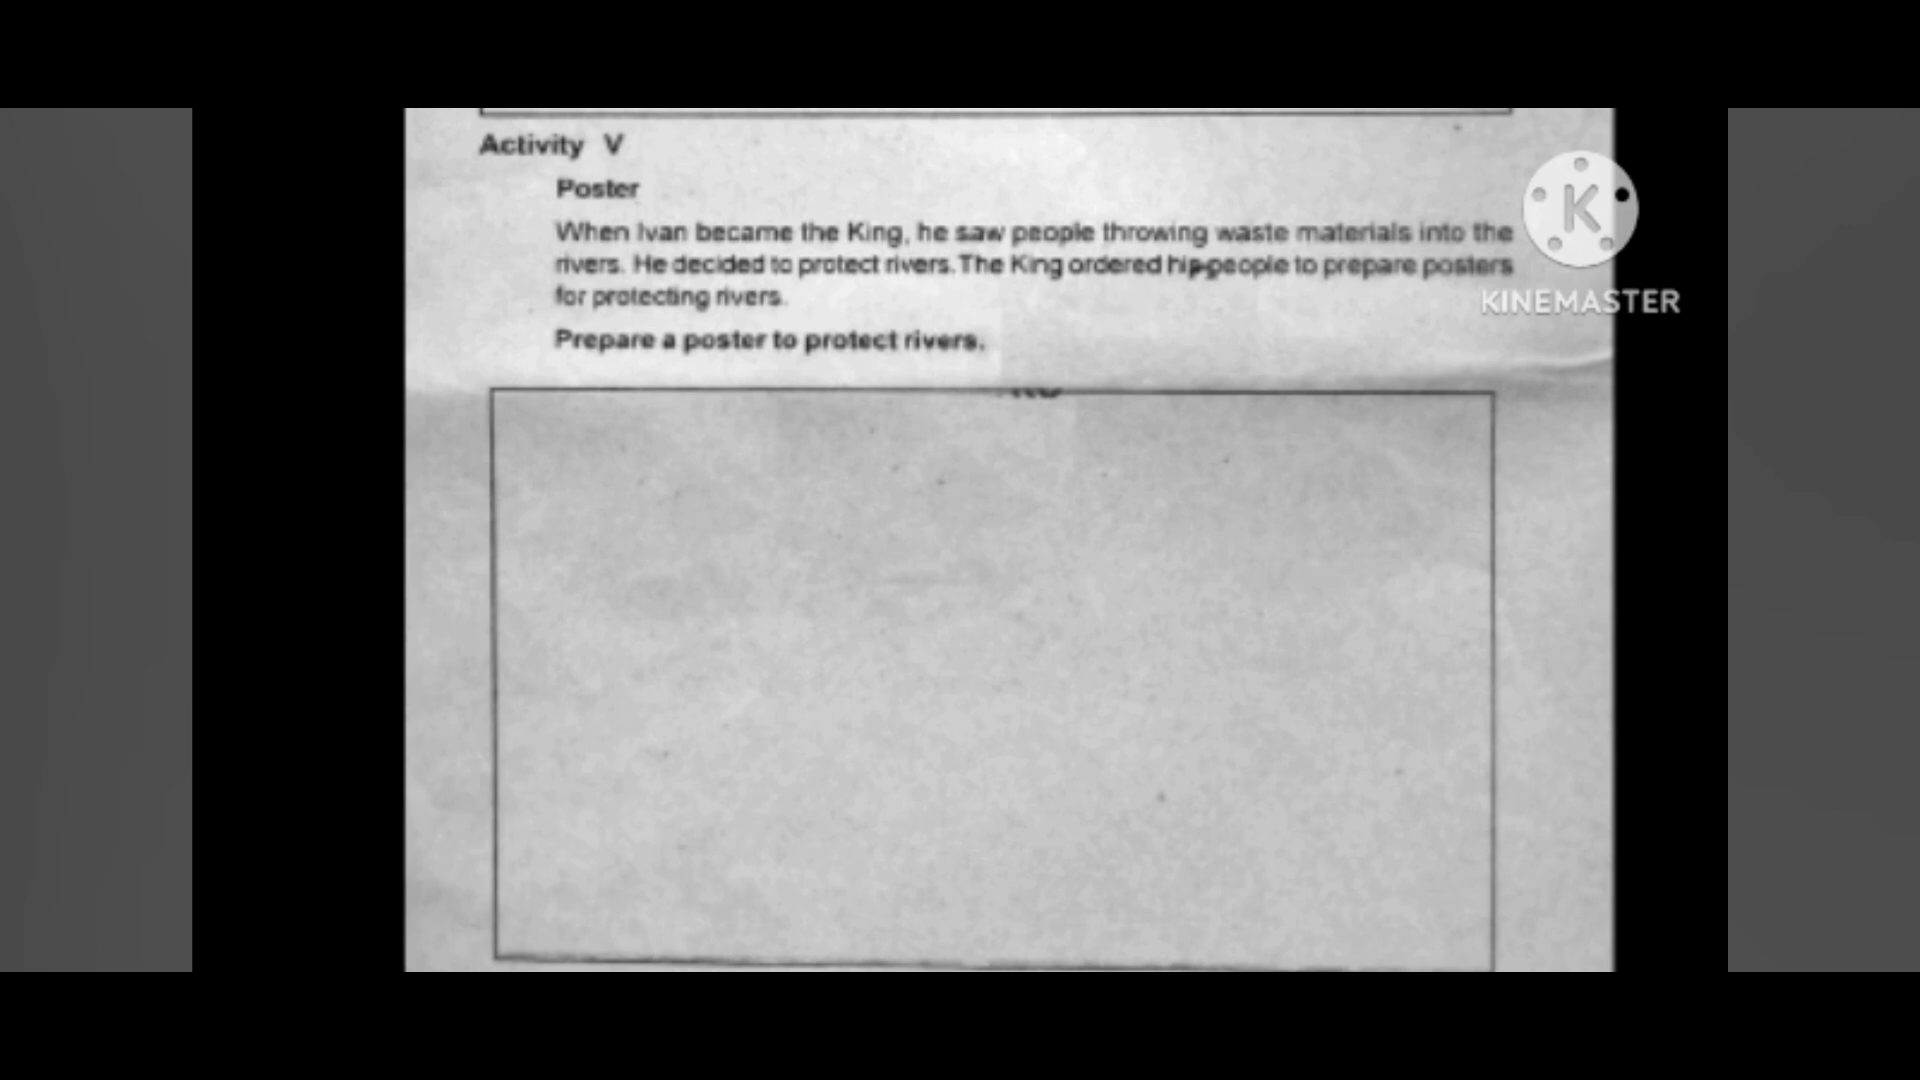 Activity V
Poster
When Ivan became the King, he saw people throwing waste materials into the
rivers. He decided to protect rivers. The King ordered his people to prepare posters
for protecting rivers.
Prepare a poster to protect rivers.
K
KINEMASTER